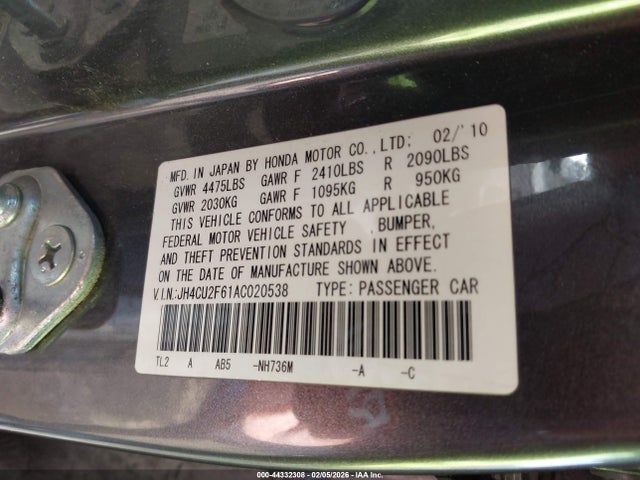 MFD. IN JAPAN BY HONDA MOTOR CO.,LTD; 02/'10
GVWR 4475LBS GAWR F 2410LBS R 2090LBS
GVWR 2030KG GAWR F 1095KG R 950KG
THIS VEHICLE CONFORMS TO ALL APPLICABLE
FEDERAL MOTOR VEHICLE SAFETY ,BUMPER,
AND THEFT PREVENTION STANDARDS IN EFFECT
ON THE DATE OF MANUFACTURE SHOWN ABOVE.
V.I.N.:JH4CU2F61AC020538 TYPE: PASSENGER CAR
TL2 A AB5 -NH736M -A -C
000-44332308 - 02/05/2026 - IAA Inc.